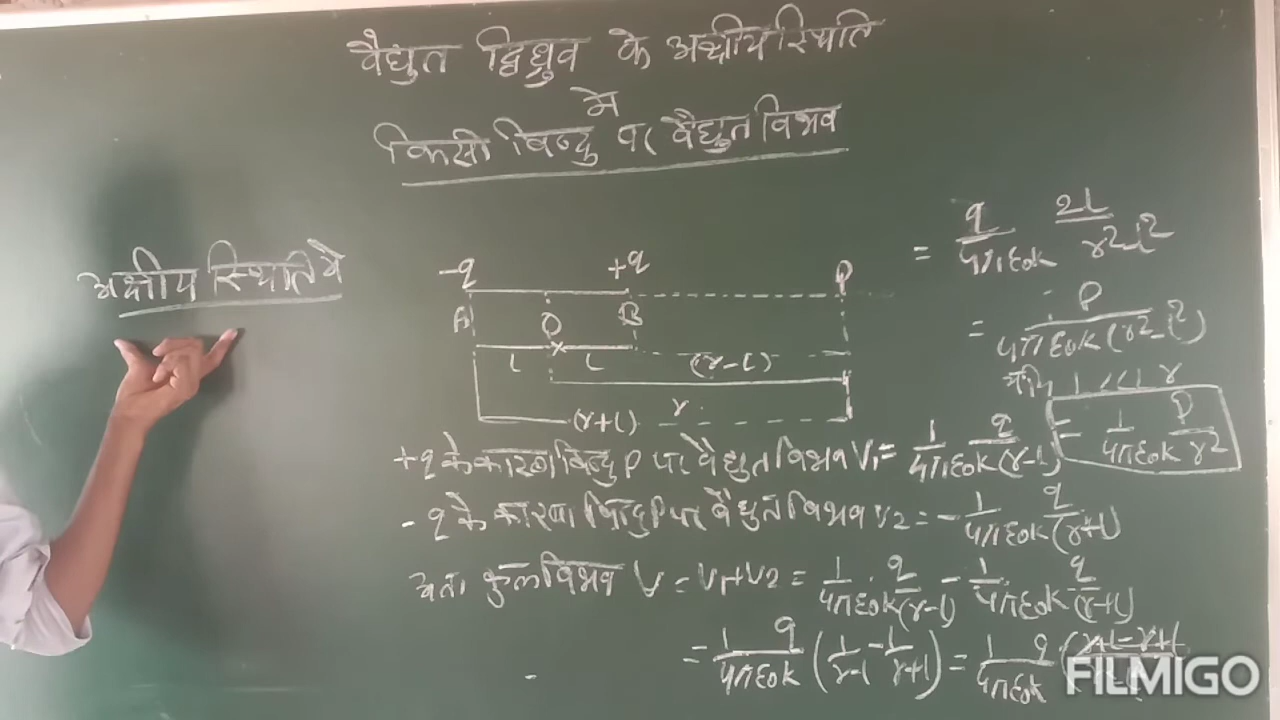 वैद्युत द्विध्रुव के अक्षीय स्थिति
में
किसी बिन्दु पर वैद्युत विभव
अक्षीय स्थिति में
-q +q P
A O B
l l (r-l)
r
(r+l)
+q के कारण बिन्दु P पर वैद्युत विभव V1 = 1/4πε0k q/(r-l)
-q के कारण बिन्दु P पर वैद्युत विभव V2 = - 1/4πε0k q/(r+l)
अतः कुल विभव V = V1+V2 = 1/4πε0k q/(r-l) - 1/4πε0k q/(r+l)
= 1/4πε0k q (1/r-l - 1/r+l) = 1/4πε0k q (r+l-r+l
= q/4πε0k 2l/r²-l²
= P/4πε0k(r²-l²)
यदि l << r
= 1/4πε0k P/r²
FILMIGO